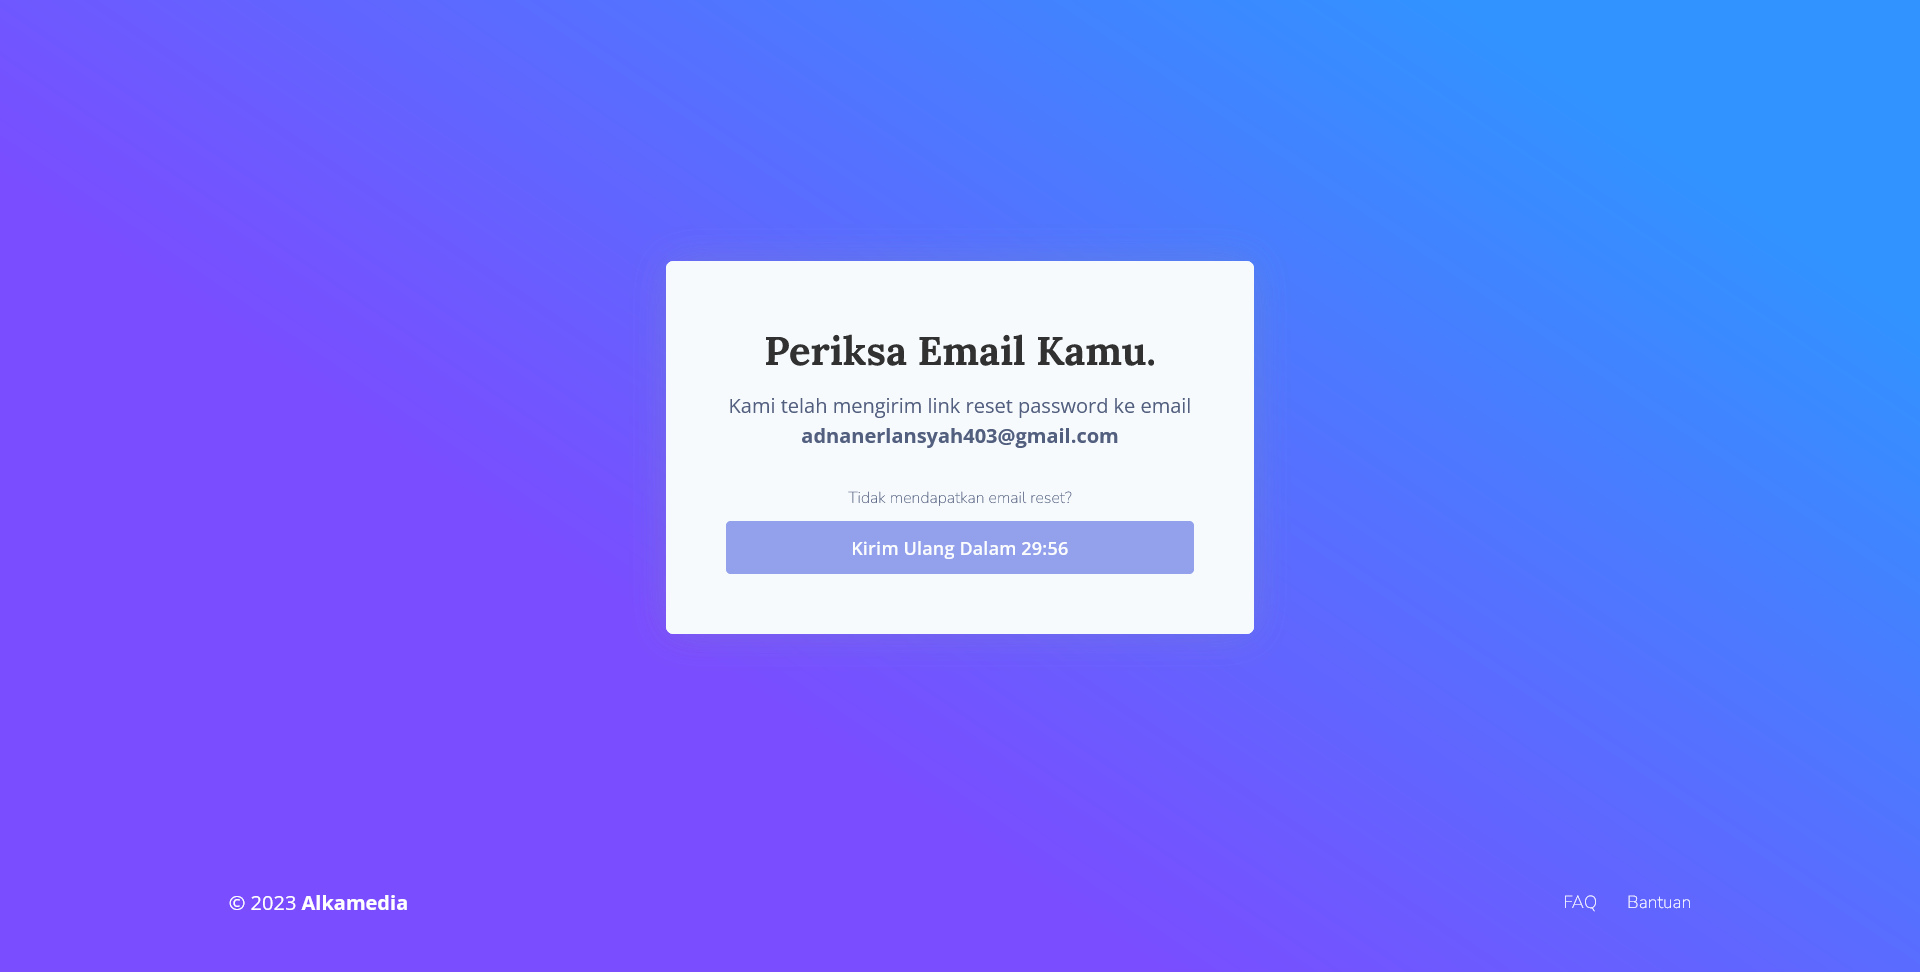 Periksa Email Kamu.
Kami telah mengirim link reset password ke email
adnanerlansyah403@gmail.com
Tidak mendapatkan email reset?
Kirim Ulang Dalam 29:56
© 2023 Alkamedia
FAQ Bantuan